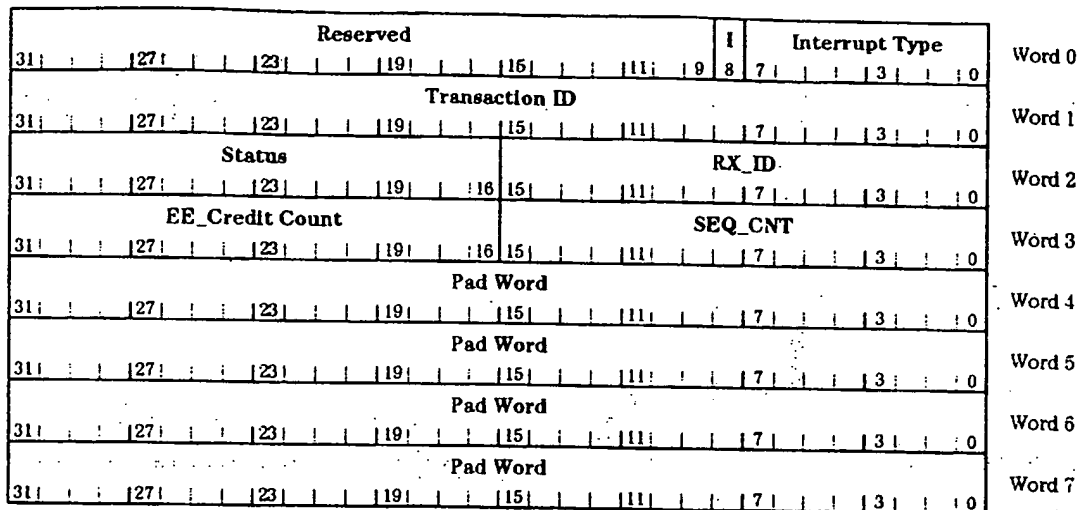 Reserved I Interrupt Type Word 0
31 27 23 19 15 11 9 8 7 3 0
Transaction ID Word 1
31 27 23 19 15 11 7 3 0
Status RX_ID Word 2
31 27 23 19 16 15 11 7 3 0
EE_Credit Count SEQ_CNT Word 3
31 27 23 19 16 15 11 7 3 0
Pad Word Word 4
31 27 23 19 15 11 7 3 0
Pad Word Word 5
31 27 23 19 15 11 7 3 0
Pad Word Word 6
31 27 23 19 15 11 7 3 0
Pad Word Word 7
31 27 23 19 15 11 7 3 0